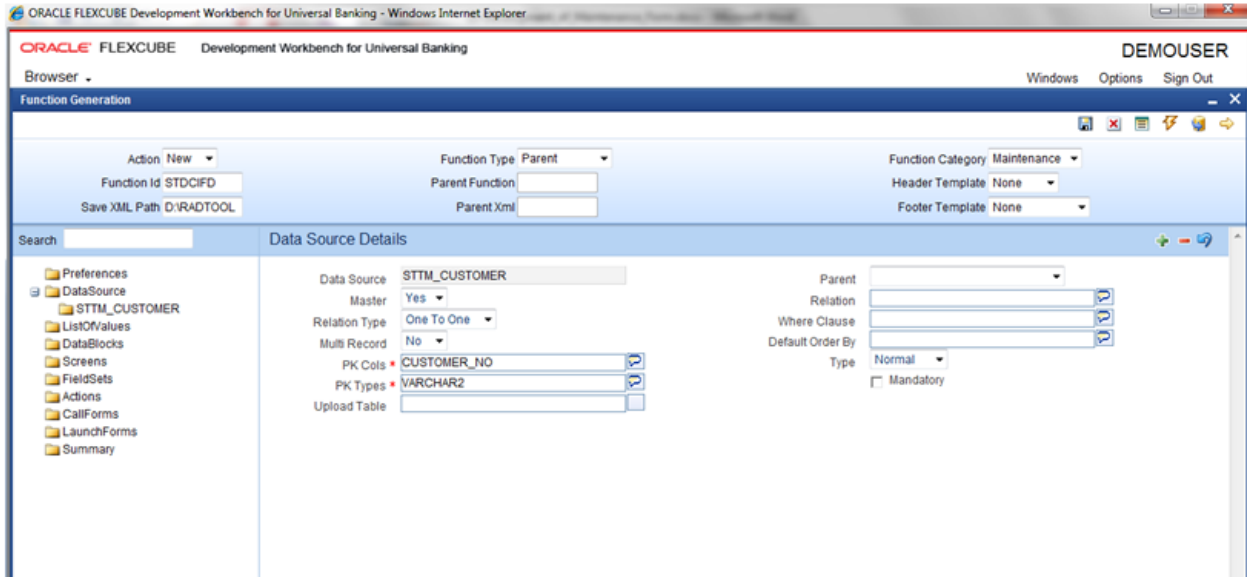 ORACLE FLEXCUBE Development Workbench for Universal Banking - Windows Internet Explorer
ORACLE FLEXCUBE Development Workbench for Universal Banking DEMOUSER
Browser Windows Options Sign Out
Function Generation
Action New Function Type Parent Function Category Maintenance
Function Id STDCIFD Parent Function Header Template None
Save XML Path D:\RADTOOL Parent Xml Footer Template None
Search
Preferences
DataSource
STTM_CUSTOMER
ListOfValues
DataBlocks
Screens
FieldSets
Actions
CallForms
LaunchForms
Summary
Data Source Details
Data Source STTM_CUSTOMER
Master Yes
Relation Type One To One
Multi Record No
PK Cols * CUSTOMER_NO
PK Types * VARCHAR2
Upload Table
Parent
Relation
Where Clause
Default Order By
Type Normal
Mandatory